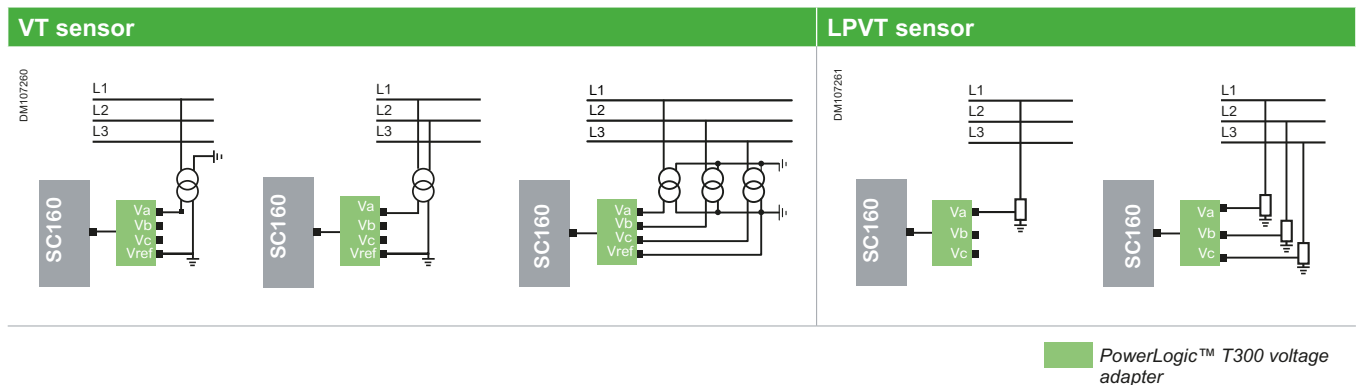 VT sensor
LPVT sensor
DM107260
L1
L2
L3
SC160
Va
Vb
Vc
Vref
L1
L2
L3
SC160
Va
Vb
Vc
Vref
L1
L2
L3
SC160
Va
Vb
Vc
Vref
DM107261
L1
L2
L3
SC160
Va
Vb
Vc
L1
L2
L3
SC160
Va
Vb
Vc
PowerLogic™ T300 voltage
adapter